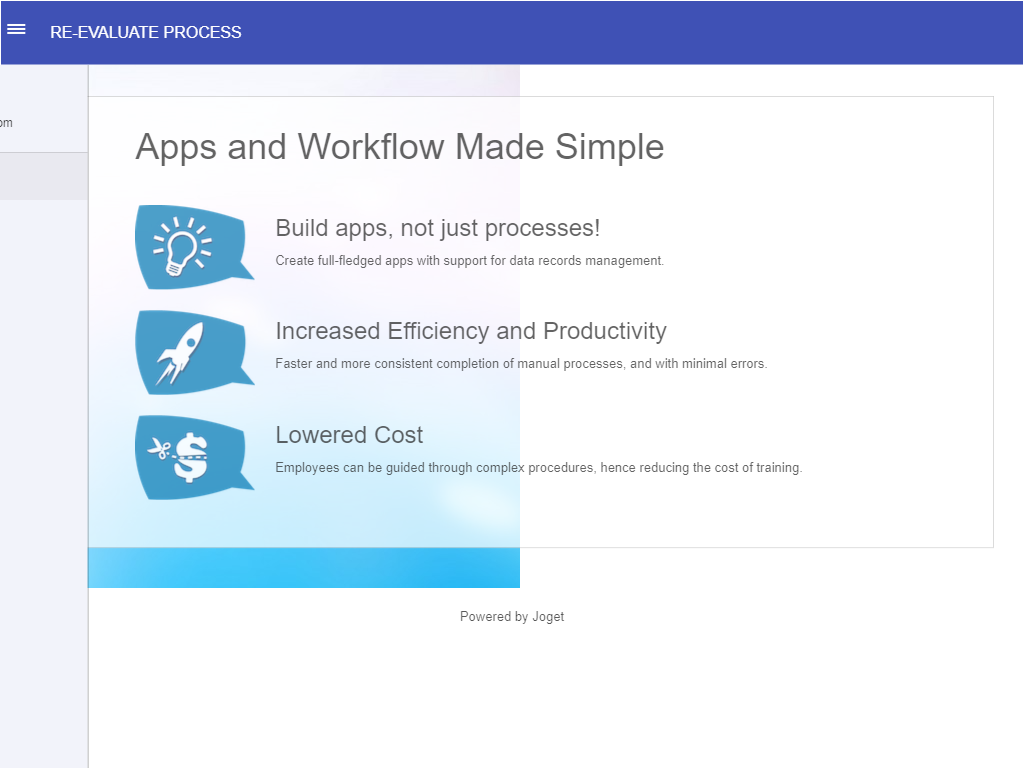 RE-EVALUATE PROCESS
om
Apps and Workflow Made Simple
Build apps, not just processes!
Create full-fledged apps with support for data records management.
Increased Efficiency and Productivity
Faster and more consistent completion of manual processes, and with minimal errors.
Lowered Cost
Employees can be guided through complex procedures, hence reducing the cost of training.
Powered by Joget